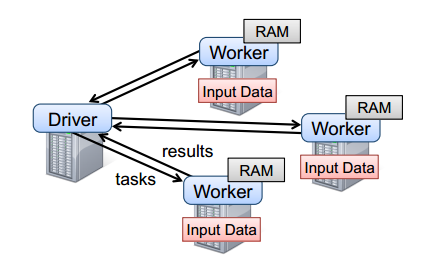 RAM
Worker
Input Data
RAM
Driver
Worker
results
Input Data
tasks
RAM
Worker
Input Data